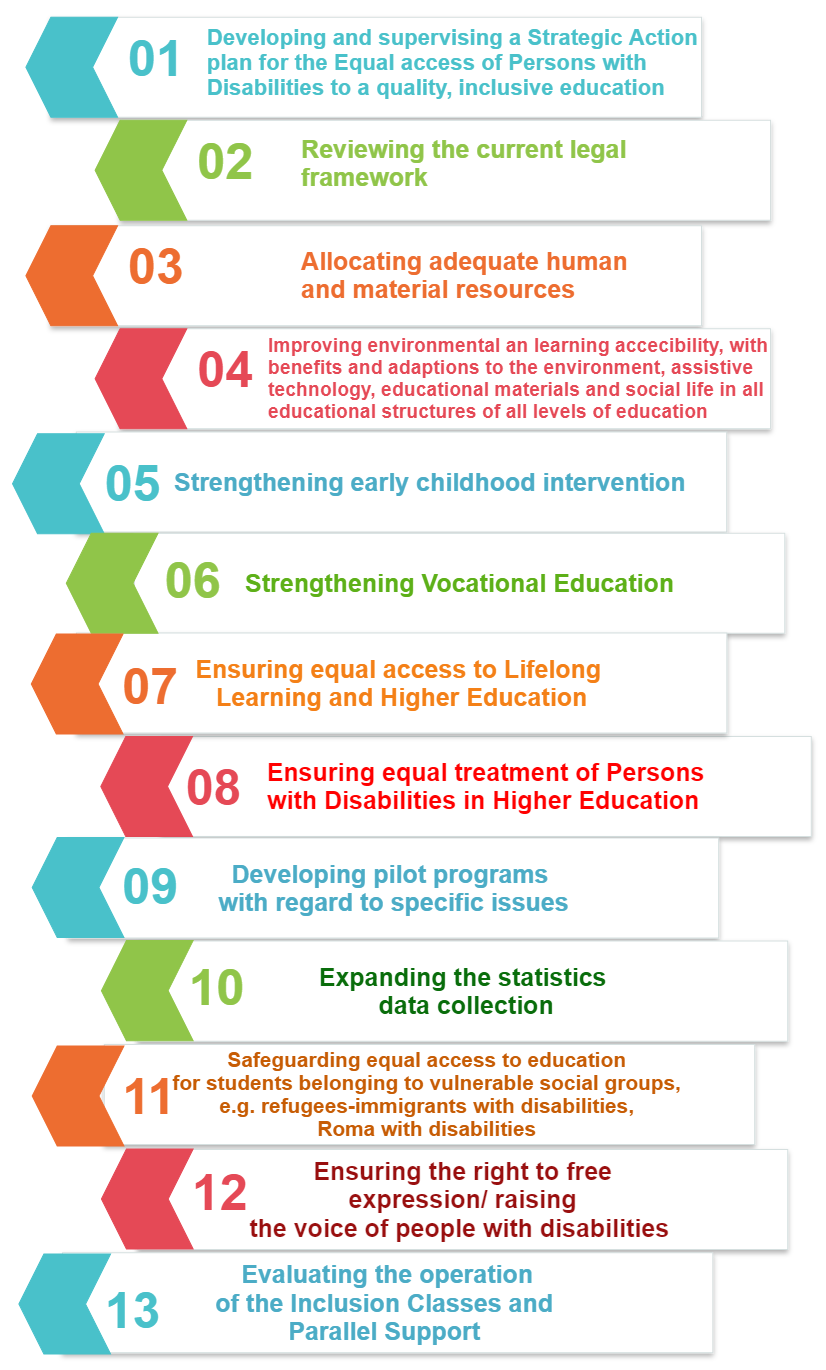 01
Developing and supervising a Strategic Action
plan for the Equal access of Persons with
Disabilities to a quality, inclusive education
02
Reviewing the current legal
framework
03
Allocating adequate human
and material resources
04
Improving environmental an learning accecibility, with
benefits and adaptions to the environment, assistive
technology, educational materials and social life in all
educational structures of all levels of education
05
Strengthening early childhood intervention
06
Strengthening Vocational Education
07
Ensuring equal access to Lifelong
Learning and Higher Education
08
Ensuring equal treatment of Persons
with Disabilities in Higher Education
09
Developing pilot programs
with regard to specific issues
10
Expanding the statistics
data collection
11
Safeguarding equal access to education
for students belonging to vulnerable social groups,
e.g. refugees-immigrants with disabilities,
Roma with disabilities
12
Ensuring the right to free
expression/ raising
the voice of people with disabilities
13
Evaluating the operation
of the Inclusion Classes and
Parallel Support